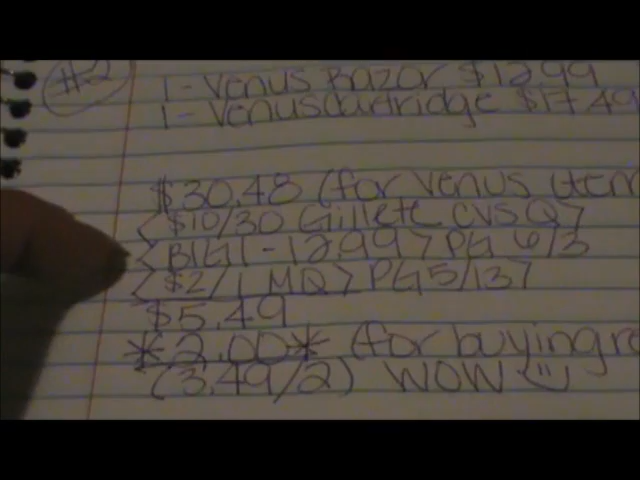 #2
1- Venus Razor $12.99
1- Venus Cartridge $17.49
$30.48 (for Venus item
<$10/30 Gillete CVS Q>
<B1G1-12.99> PG 6/3
<$2/1 MQ> PG 5/137
$5.49
*2.00* (for buying
(3.49/2) WOW